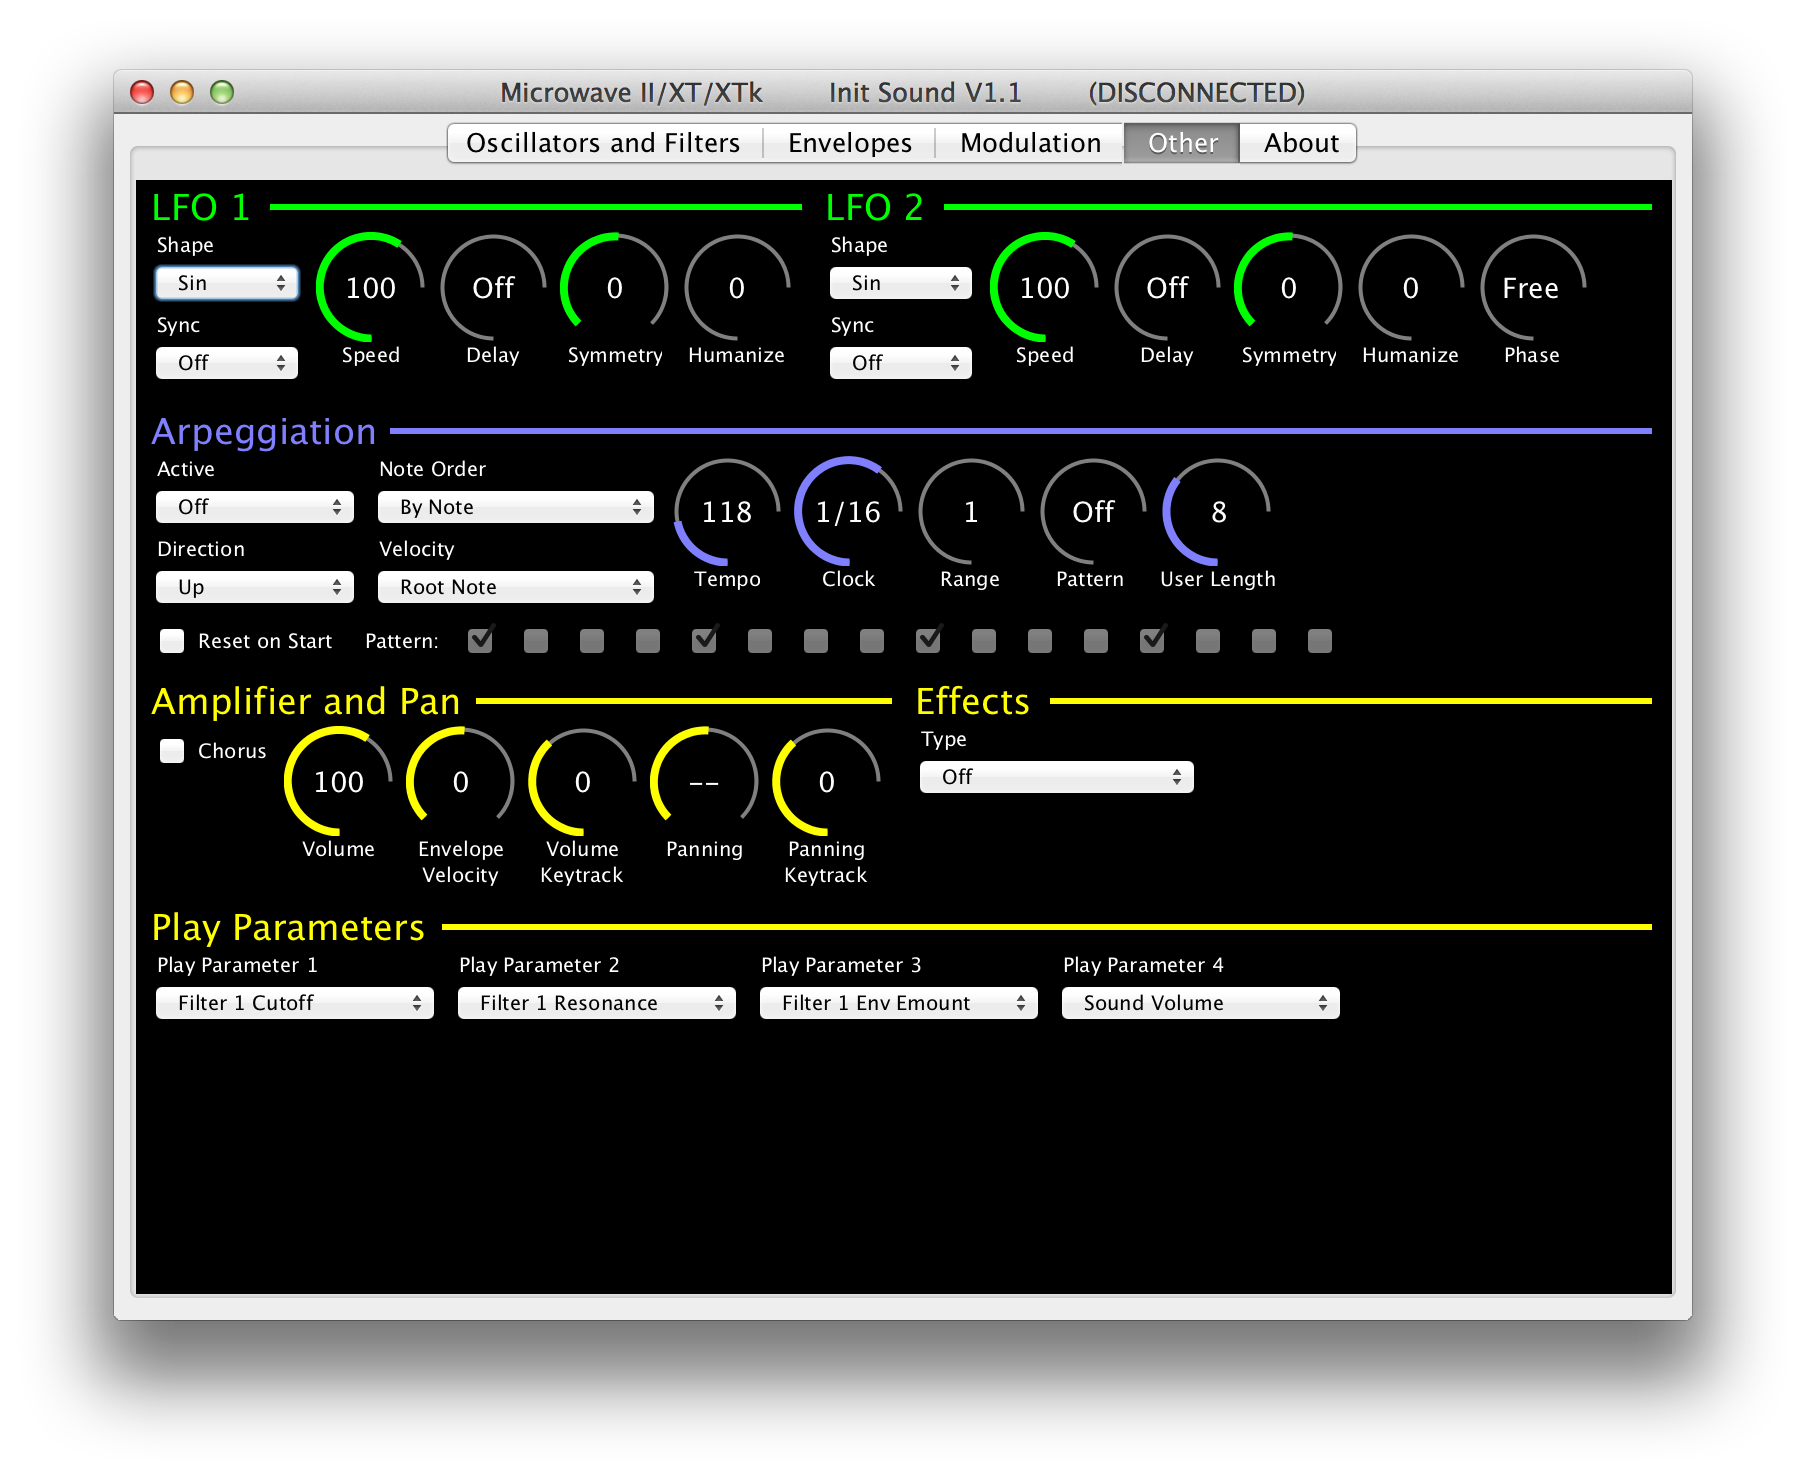 Microwave II/XT/XTk Init Sound V1.1 (DISCONNECTED)
Oscillators and Filters Envelopes Modulation Other About
LFO 1 LFO 2
Shape Shape
Sin 100 Off 0 0 Sin 100 Off 0 0 Free
Sync Sync
Speed Delay Symmetry Humanize Speed Delay Symmetry Humanize Phase
Off Off
Arpeggiation
Active Note Order
Off By Note 118 1/16 1 Off 8
Direction Velocity
Tempo Clock Range Pattern User Length
Up Root Note
Reset on Start Pattern:
Amplifier and Pan Effects
Type
Chorus
100 0 0 -- 0 Off
Volume Envelope Velocity Volume Keytrack Panning Panning Keytrack
Play Parameters
Play Parameter 1 Play Parameter 2 Play Parameter 3 Play Parameter 4
Filter 1 Cutoff Filter 1 Resonance Filter 1 Env Emount Sound Volume